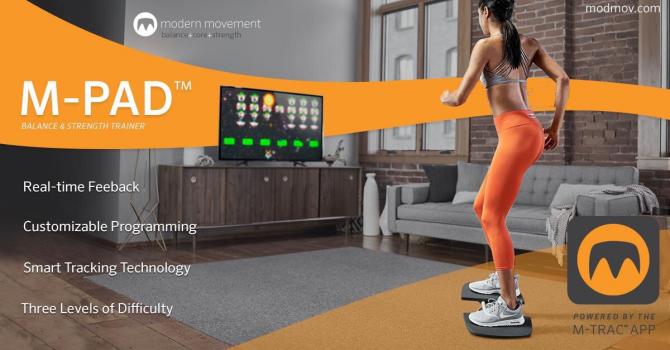 modern movement
balance+core+strength
modmov.com
M-PAD™
BALANCE & STRENGTH TRAINER
Real-time Feeback
Customizable Programming
Smart Tracking Technology
Three Levels of Difficulty
POWERED BY THE
M-TRAC™ APP